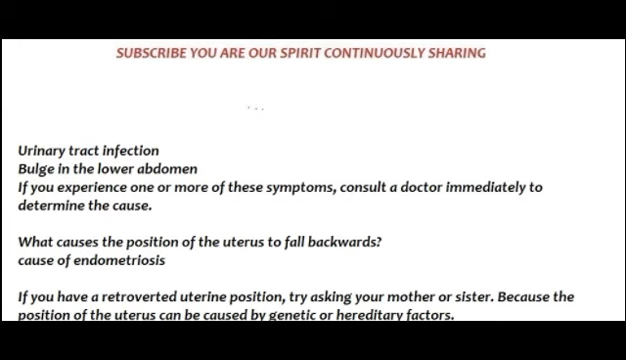 SUBSCRIBE YOU ARE OUR SPIRIT CONTINUOUSLY SHARING
. . .
Urinary tract infection
Bulge in the lower abdomen
If you experience one or more of these symptoms, consult a doctor immediately to
determine the cause.
What causes the position of the uterus to fall backwards?
cause of endometriosis
If you have a retroverted uterine position, try asking your mother or sister. Because the
position of the uterus can be caused by genetic or hereditary factors.